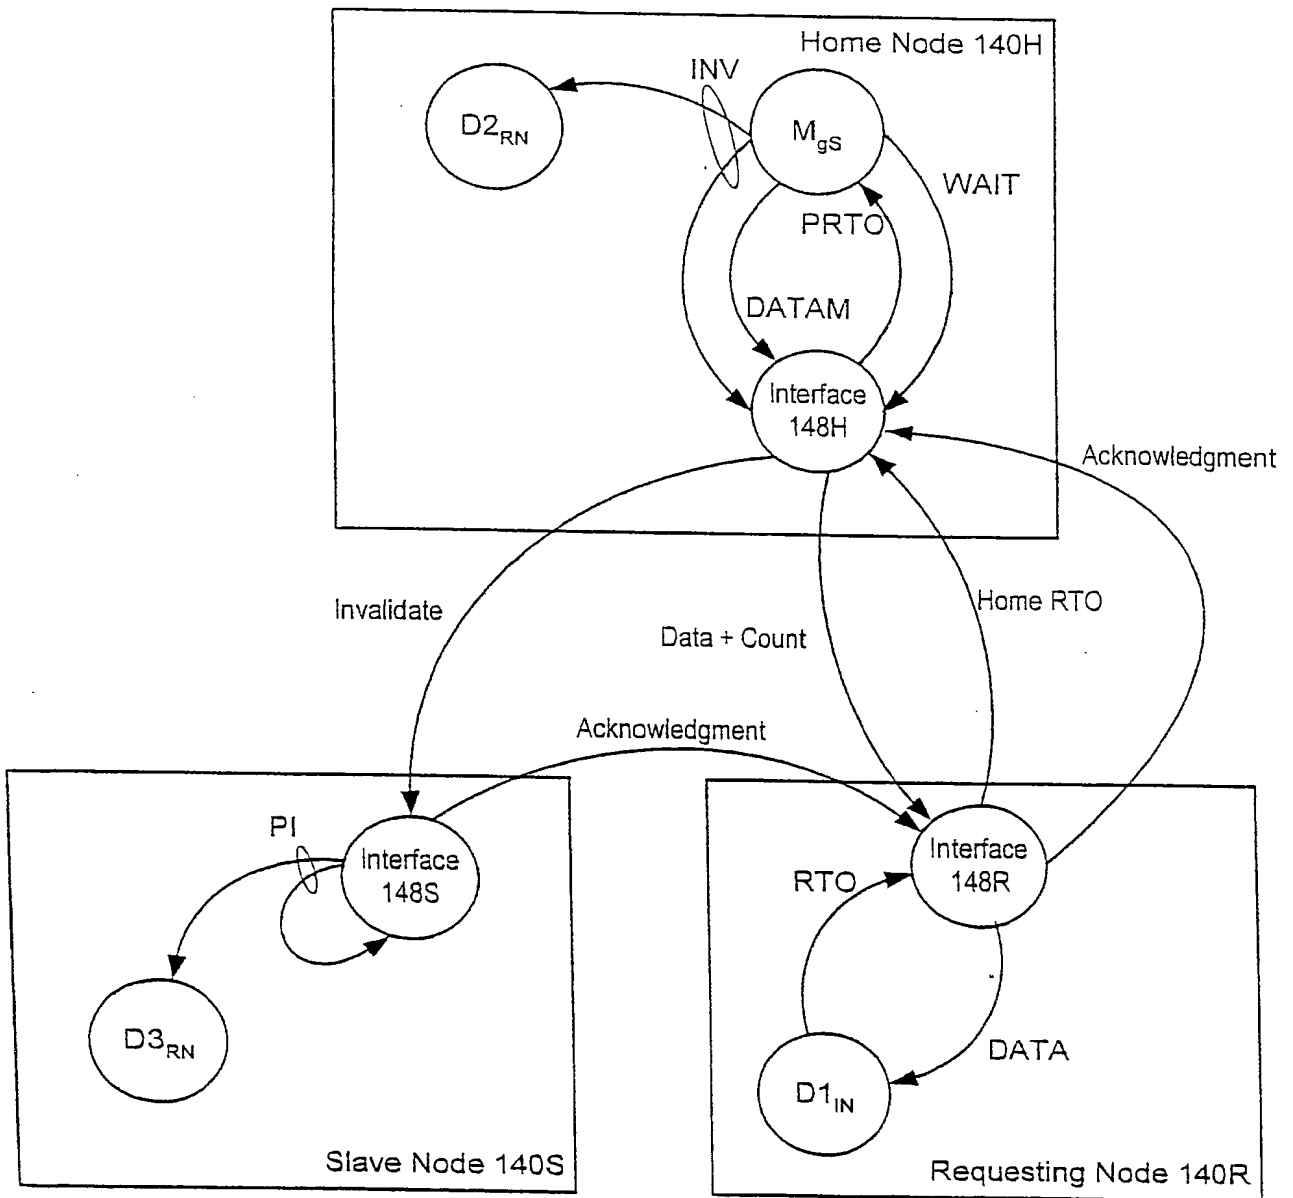 Home Node 140H
INV
D2RN
MgS
WAIT
PRTO
DATAM
Interface
148H
Acknowledgment
Invalidate
Home RTO
Data + Count
Acknowledgment
PI
Interface
148S
Interface
148R
RTO
D3RN
DATA
D1IN
Slave Node 140S
Requesting Node 140R